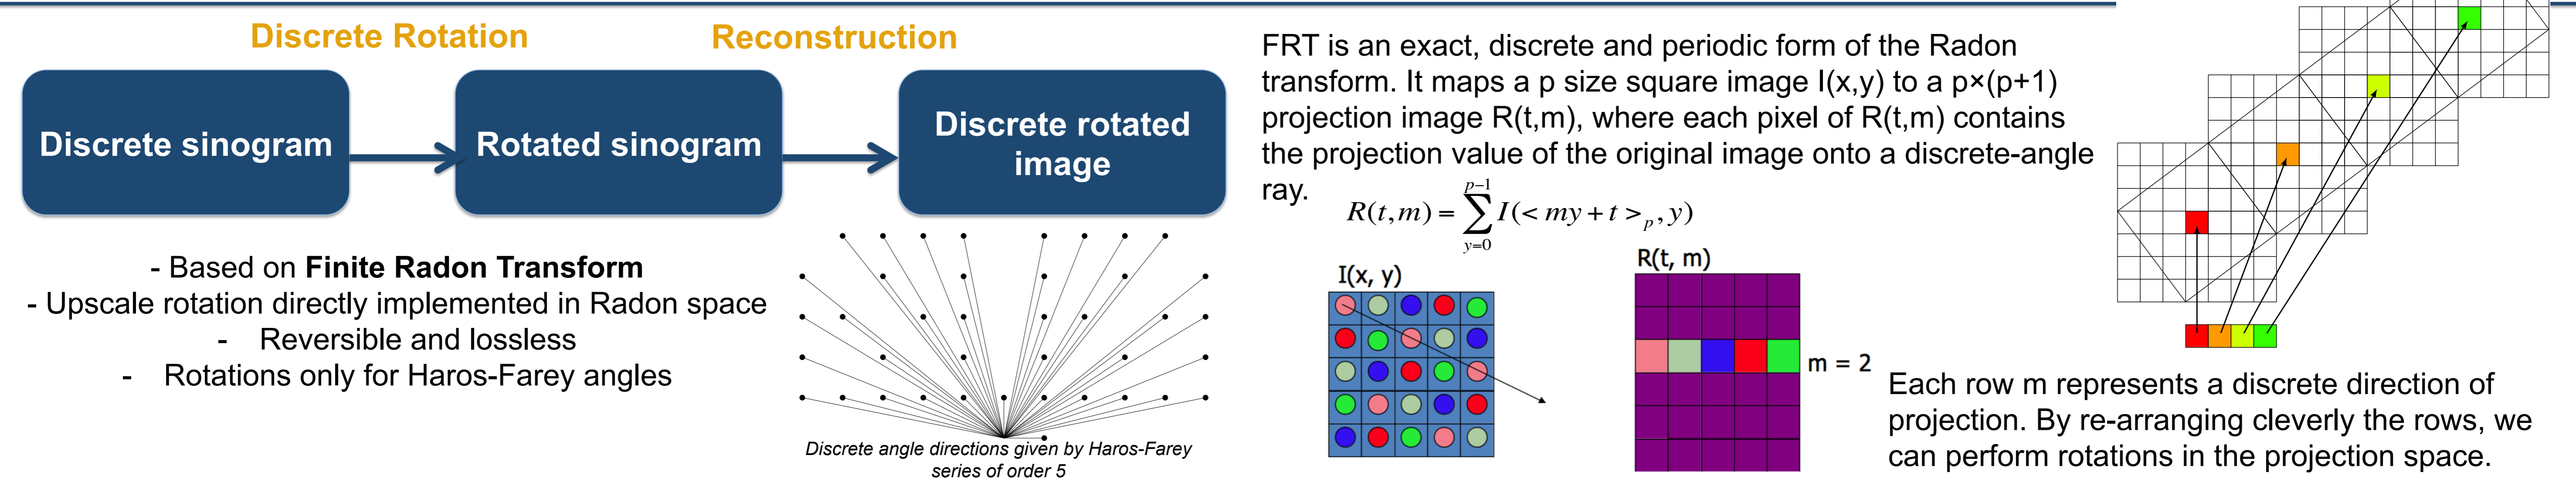 Discrete Rotation
Reconstruction
Discrete sinogram
Rotated sinogram
Discrete rotated
image
- Based on Finite Radon Transform
- Upscale rotation directly implemented in Radon space
- Reversible and lossless
- Rotations only for Haros-Farey angles
Discrete angle directions given by Haros-Farey
series of order 5
FRT is an exact, discrete and periodic form of the Radon
transform. It maps a p size square image I(x,y) to a p×(p+1)
projection image R(t,m), where each pixel of R(t,m) contains
the projection value of the original image onto a discrete-angle
ray.
R(t,m) = ∑_{y=0}^{p−1} I(< my + t >_p, y)
I(x, y)
R(t, m)
m = 2
Each row m represents a discrete direction of
projection. By re-arranging cleverly the rows, we
can perform rotations in the projection space.